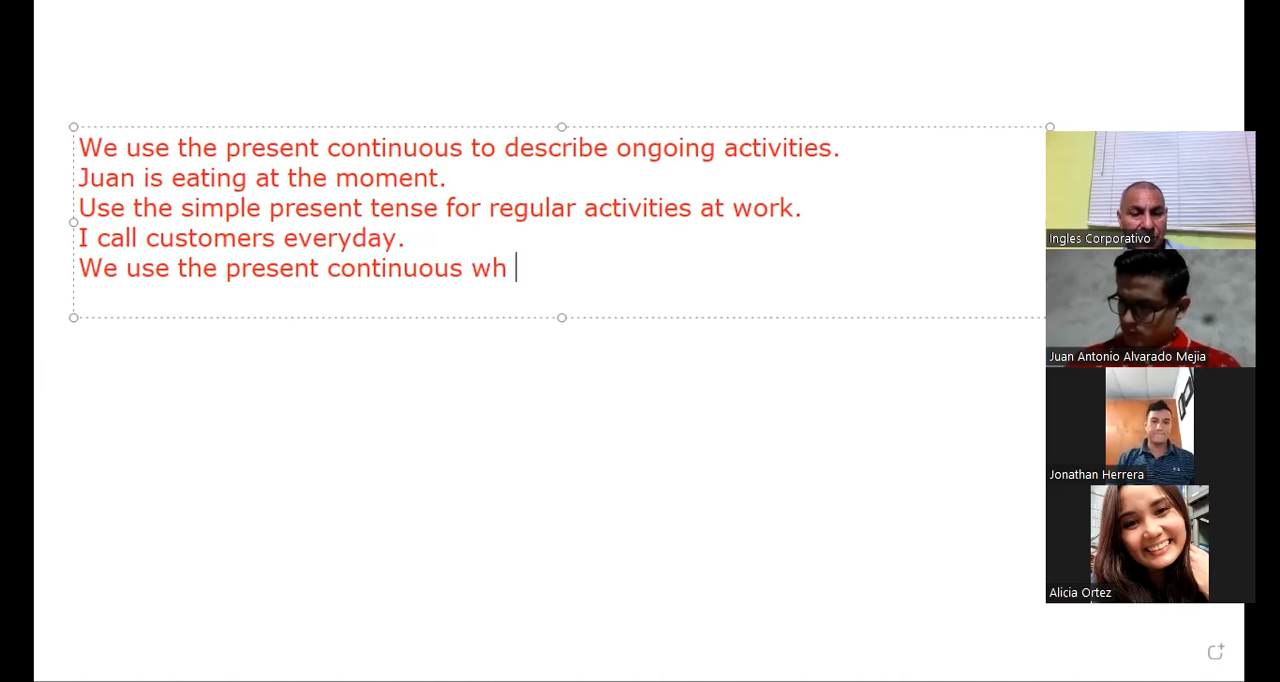 We use the present continuous to describe ongoing activities.
Juan is eating at the moment.
Use the simple present tense for regular activities at work.
I call customers everyday.
We use the present continuous wh
Ingles Corporativo
Juan Antonio Alvarado Mejia
Jonathan Herrera
Alicia Ortez